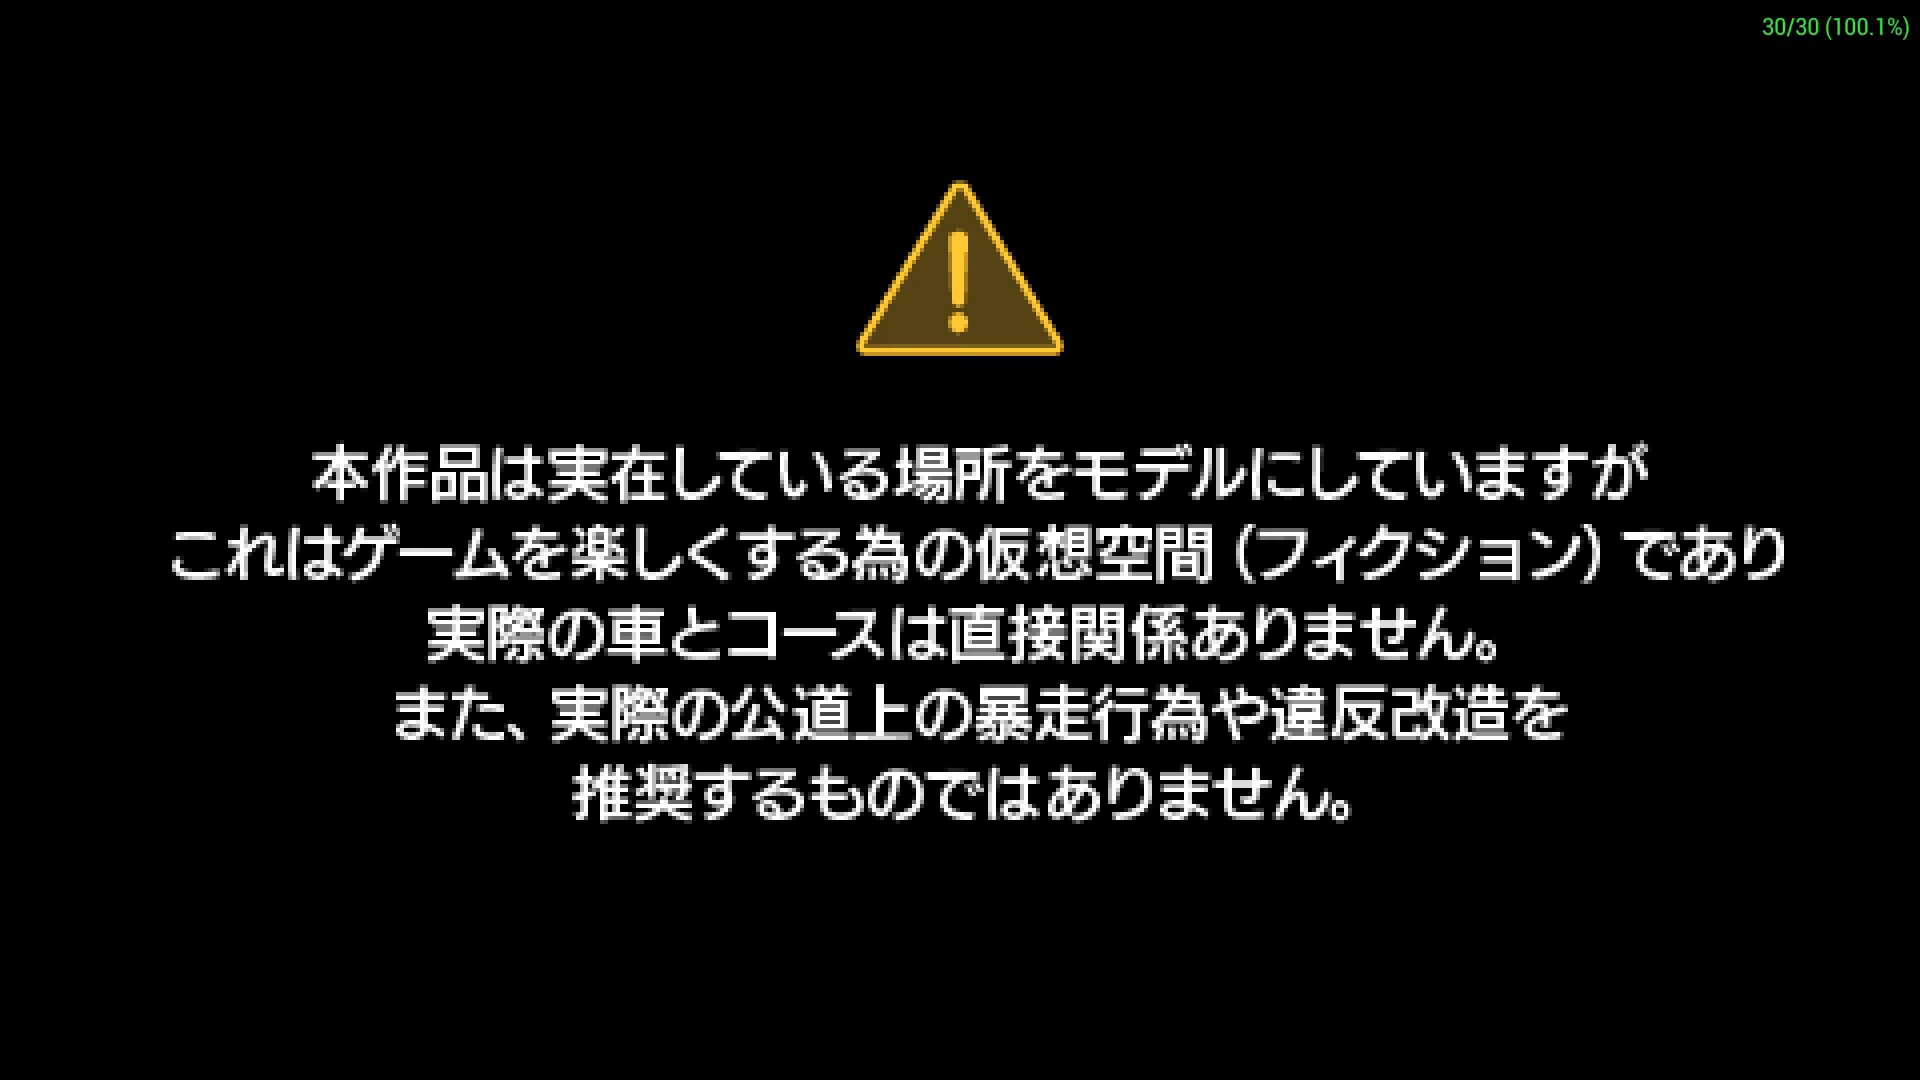 30/30 (100.1%)
本作品は実在している場所をモデルにしていますが
これはゲームを楽しくする為の仮想空間（フィクション）であり
実際の車とコースは直接関係ありません。
また、実際の公道上の暴走行為や違反改造を
推奨するものではありません。